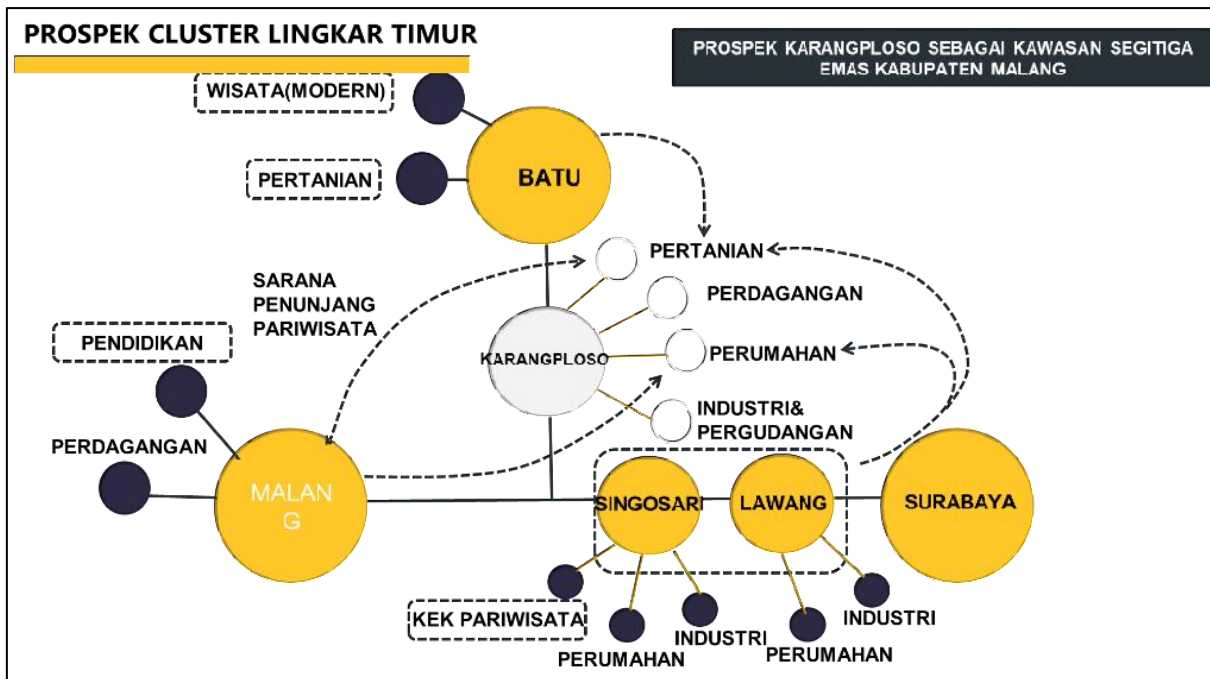 PROSPEK CLUSTER LINGKAR TIMUR
PROSPEK KARANGPLOSO SEBAGAI KAWASAN SEGITIGA
EMAS KABUPATEN MALANG
WISATA(MODERN)
PERTANIAN
BATU
PERTANIAN
SARANA
PENUNJANG
PARIWISATA
PERDAGANGAN
PENDIDIKAN
KARANGPLOSO
PERUMAHAN
INDUSTRI&
PERGUDANGAN
PERDAGANGAN
MALAN
G
SINGOSARI
LAWANG
SURABAYA
KEK PARIWISATA
PERUMAHAN
INDUSTRI
PERUMAHAN
INDUSTRI